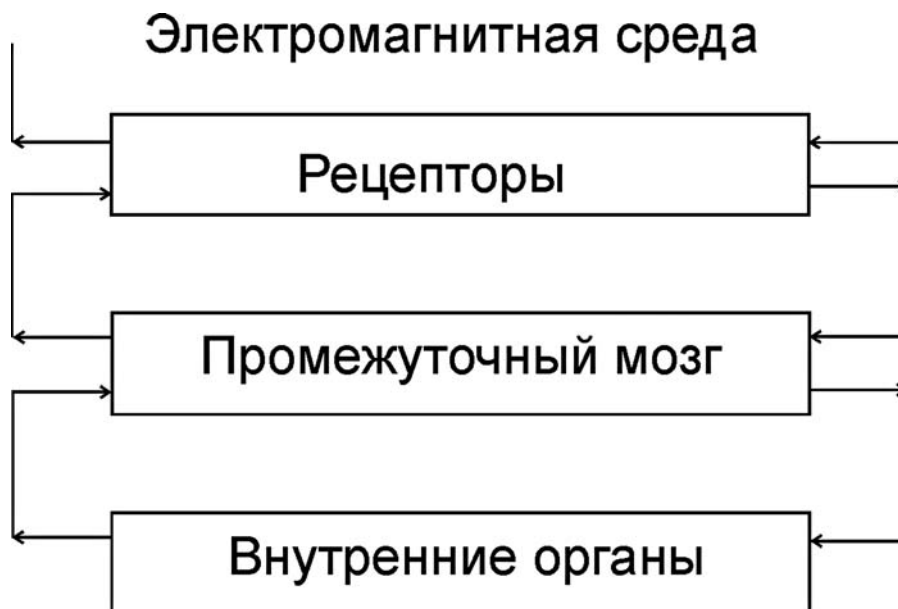 Электромагнитная среда
Рецепторы
Промежуточный мозг
Внутренние органы